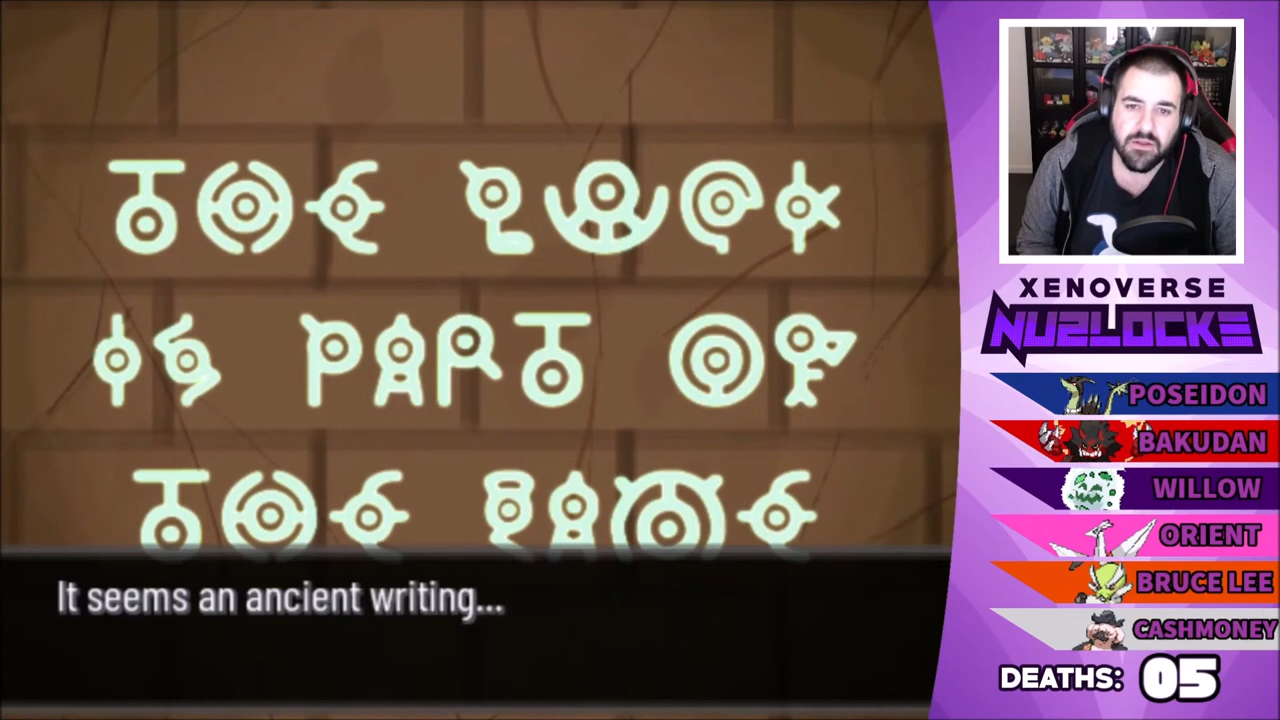 THE LUCK
IS PART OF
THE GAME
It seems an ancient writing...
XENOVERSE
NUZLOCKE
POSEIDON
BAKUDAN
WILLOW
ORIENT
BRUCE LEE
CASHMONEY
DEATHS: 05